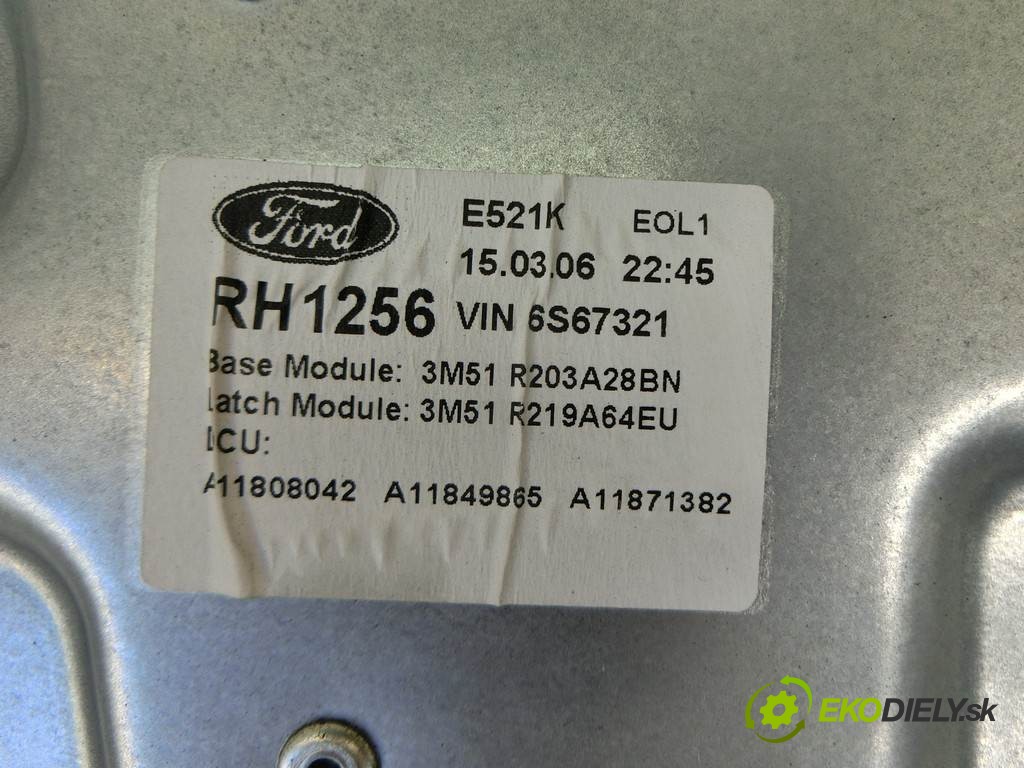 Ford
E521K EOL1
15.03.06 22:45
RH1256 VIN 6S67321
Base Module: 3M51 R203A28BN
Latch Module: 3M51 R219A64EU
DCU:
A11808042 A11849865 A11871382
EKODIELY.sk